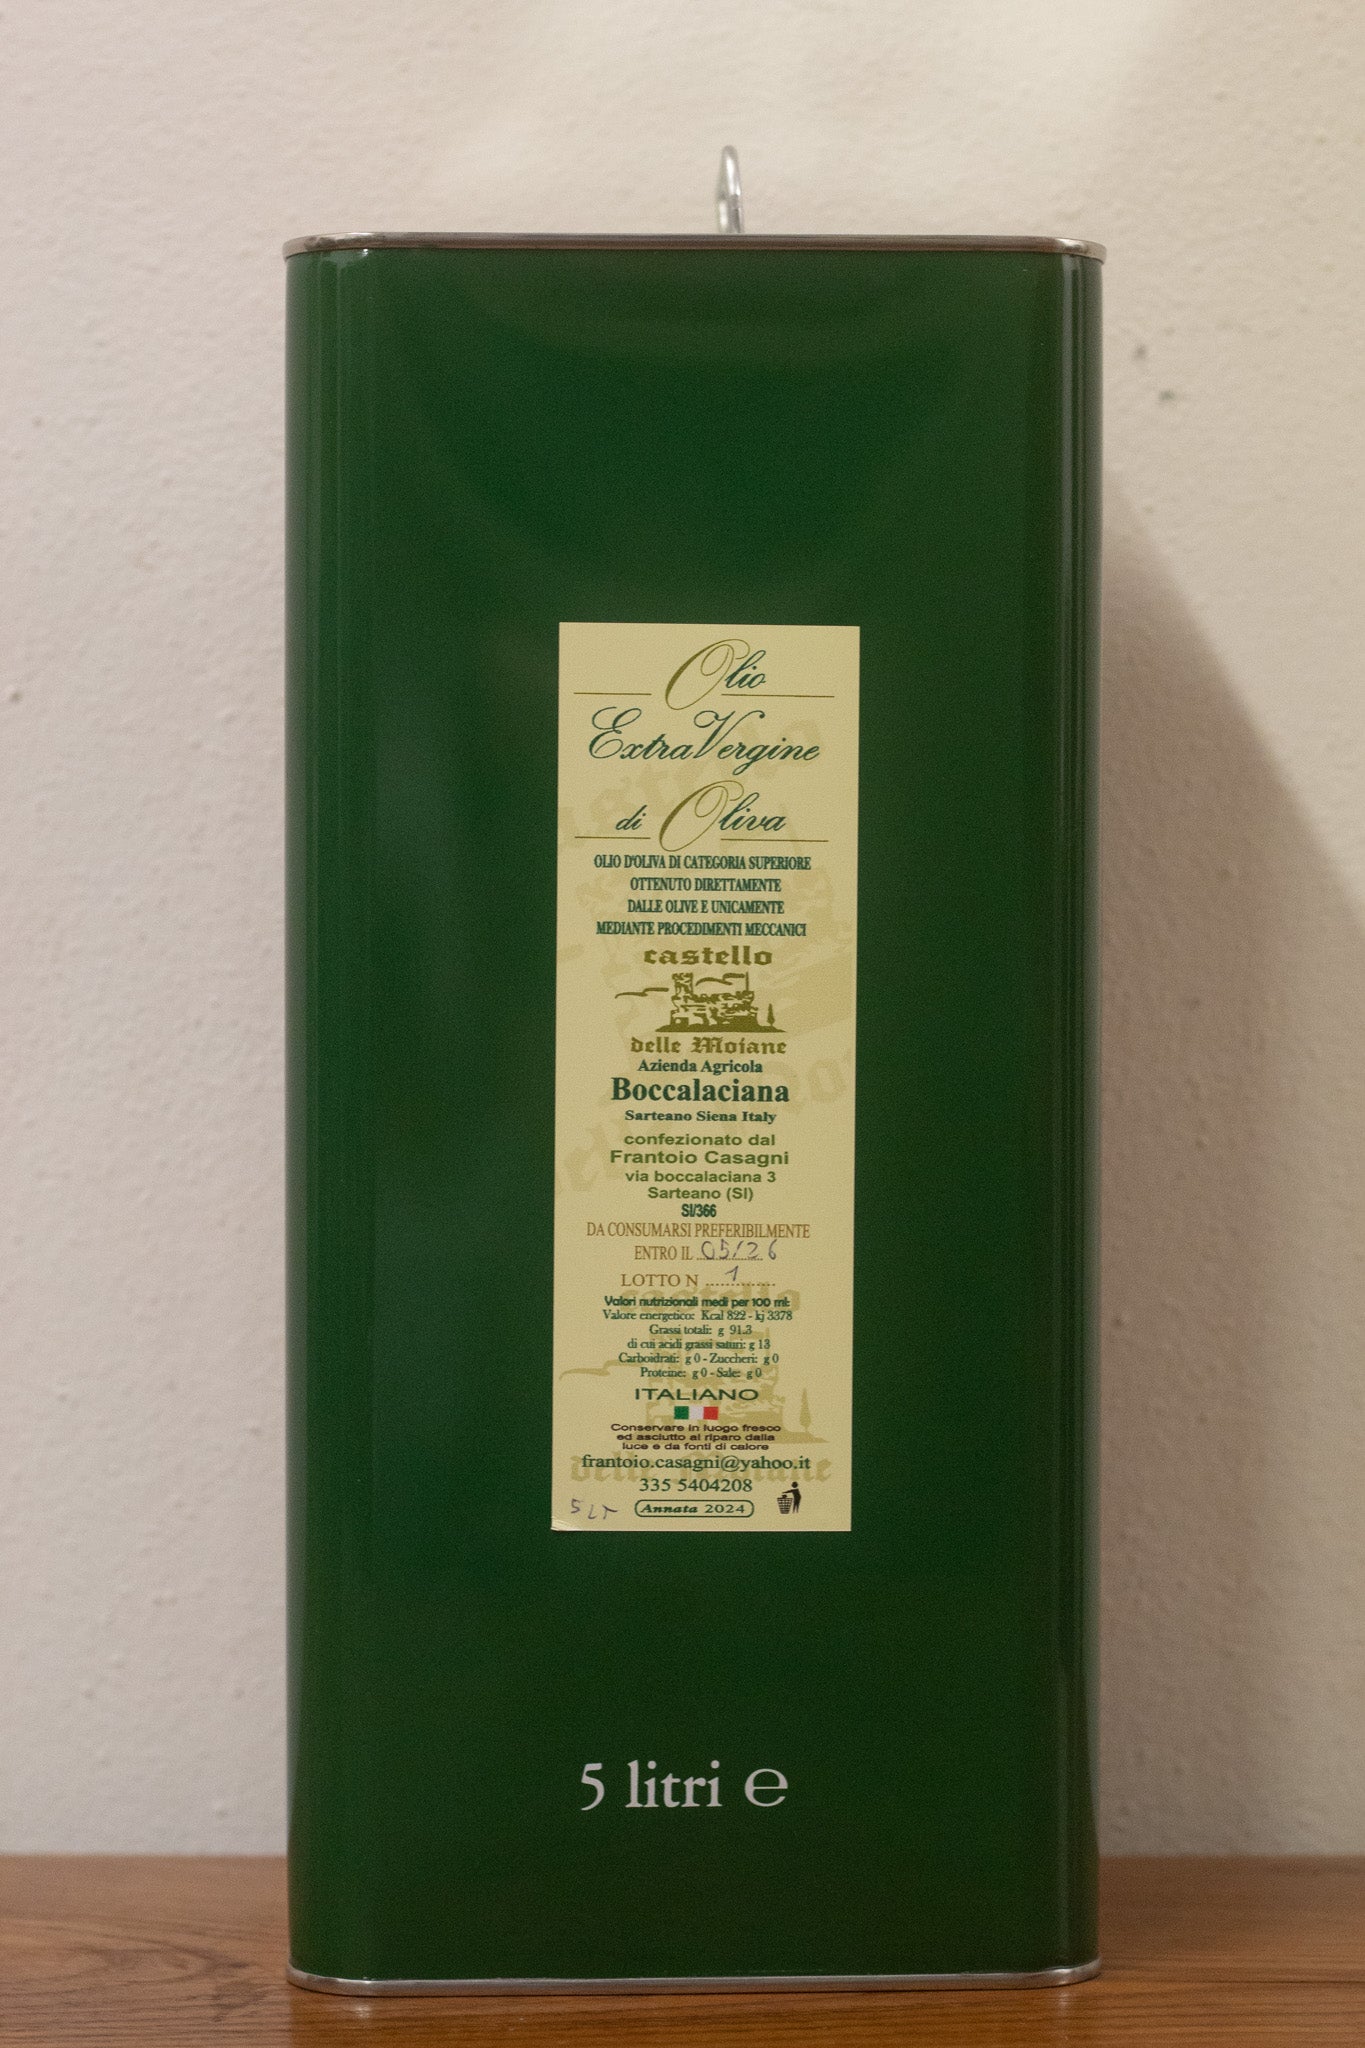 Olio
ExtraVergine
di Oliva
OLIO D'OLIVA DI CATEGORIA SUPERIORE
OTTENUTO DIRETTAMENTE
DALLE OLIVE E UNICAMENTE
MEDIANTE PROCEDIMENTI MECCANICI
castello
delle Moiane
Azienda Agricola
Boccalaciana
Sarteano Siena Italy
confezionato dal
Frantoio Casagni
via boccalaciana 3
Sarteano (SI)
SI/366
DA CONSUMARSI PREFERIBILMENTE
ENTRO IL 05/26
LOTTO N 1
Valori nutrizionali medi per 100 ml:
Valore energetico: Kcal 822 - kj 3378
Grassi totali: g 91.3
di cui acidi grassi saturi: g 13
Carboidrati: g 0 - Zuccheri: g 0
Proteine: g 0 - Sale: g 0
ITALIANO
Conservare in luogo fresco
ed asciutto al riparo dalla
luce e da fonti di calore
frantoio.casagni@yahoo.it
335 5404208
5 LT Annata 2024
5 litri ℮